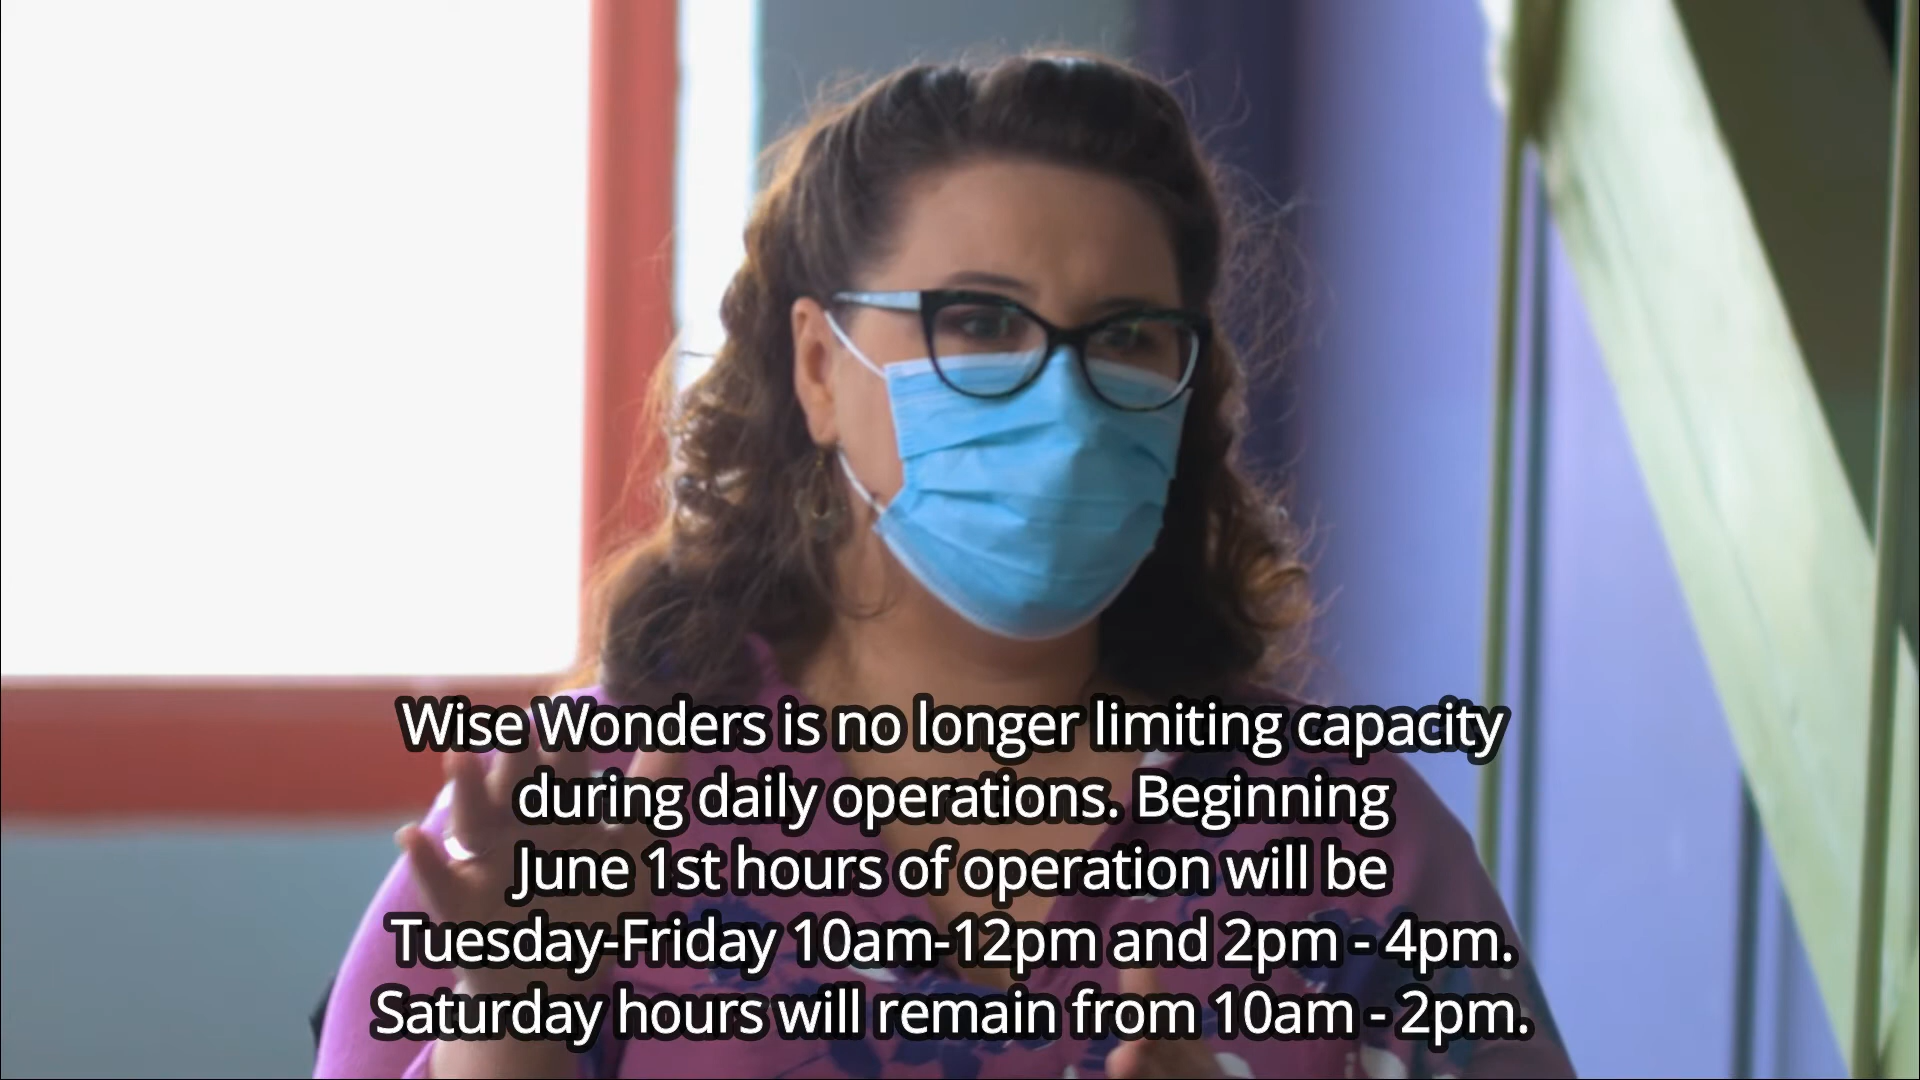 Wise Wonders is no longer limiting capacity
during daily operations. Beginning
June 1st hours of operation will be
Tuesday-Friday 10am-12pm and 2pm - 4pm.
Saturday hours will remain from 10am - 2pm.